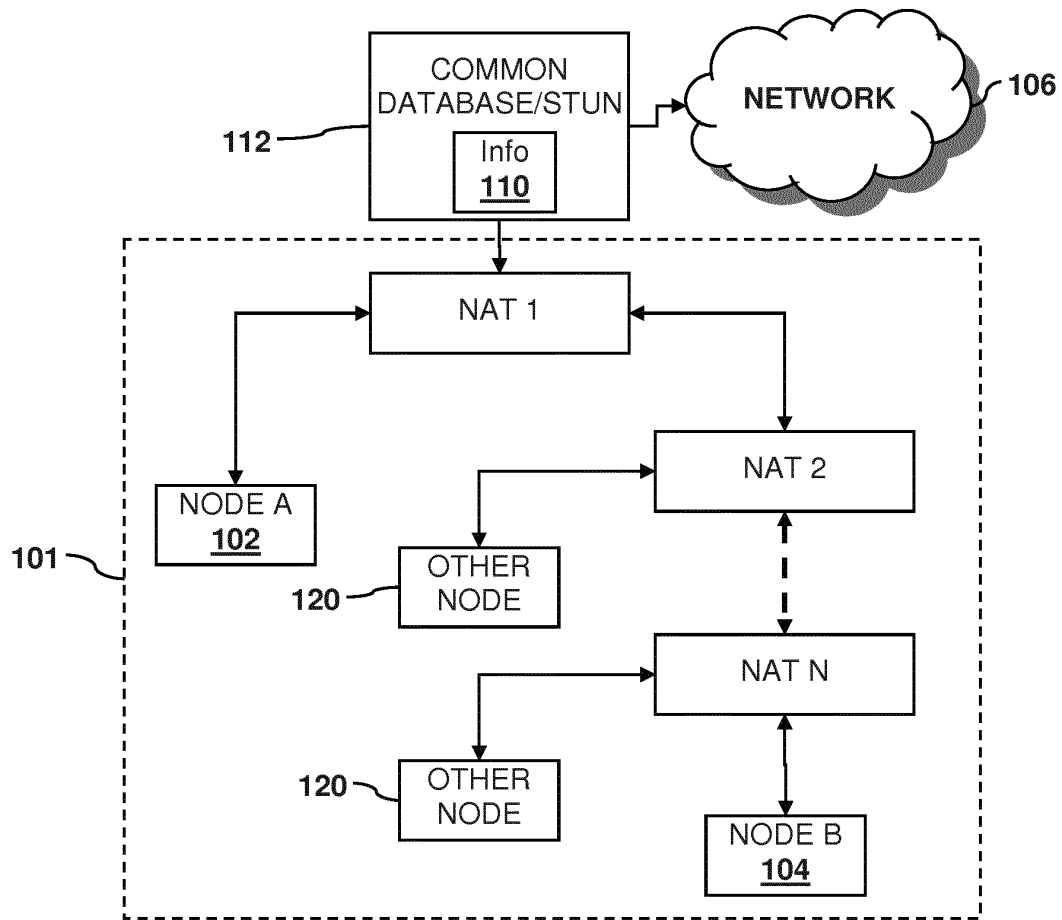 COMMON
DATABASE/STUN
Info
110
112
NETWORK
106
NAT 1
NODE A
102
NAT 2
101
OTHER
NODE
120
NAT N
OTHER
NODE
120
NODE B
104